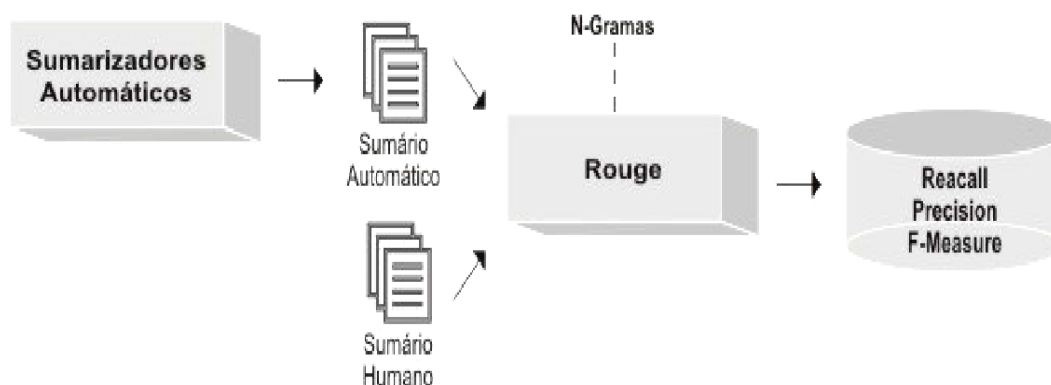 Sumarizadores
Automáticos
Sumário
Automático
Sumário
Humano
N-Gramas
Rouge
Reacall
Precision
F-Measure